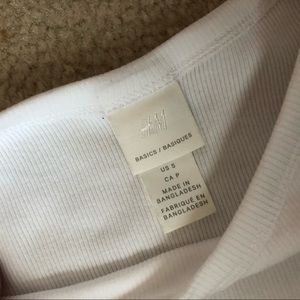 H&M
BASICS / BASIQUES
US S
CA P
MADE IN
BANGLADESH
FABRIQUÉ EN
BANGLADESH